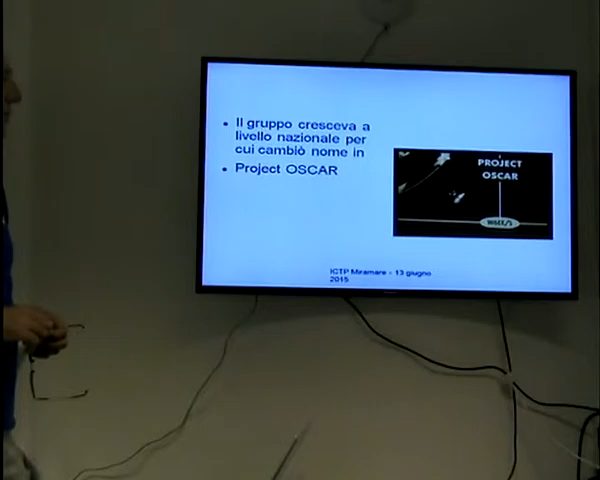 • Il gruppo cresceva a
livello nazionale per
cui cambiò nome in
• Project OSCAR
PROJECT
OSCAR
W6EE/S
ICTP Miramare - 13 giugno
2015